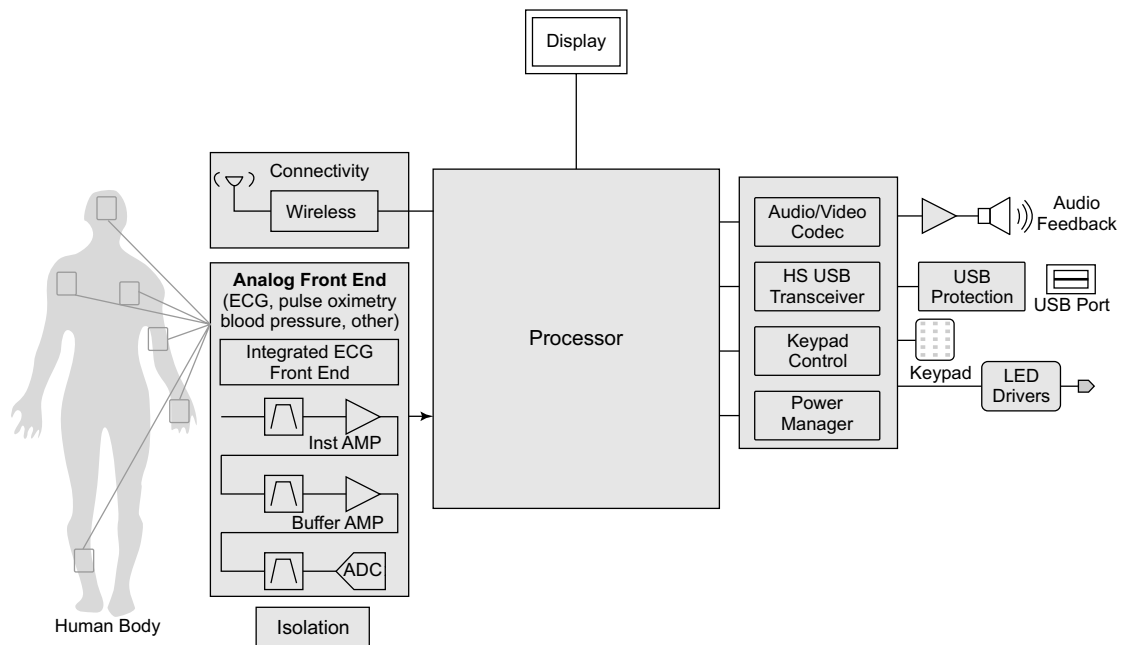 Display
Connectivity
Wireless
Analog Front End
(ECG, pulse oximetry
blood pressure, other)
Integrated ECG
Front End
Inst AMP
Buffer AMP
ADC
Isolation
Human Body
Processor
Audio/Video
Codec
HS USB
Transceiver
Keypad
Control
Power
Manager
Audio
Feedback
USB
Protection
USB Port
Keypad
LED
Drivers